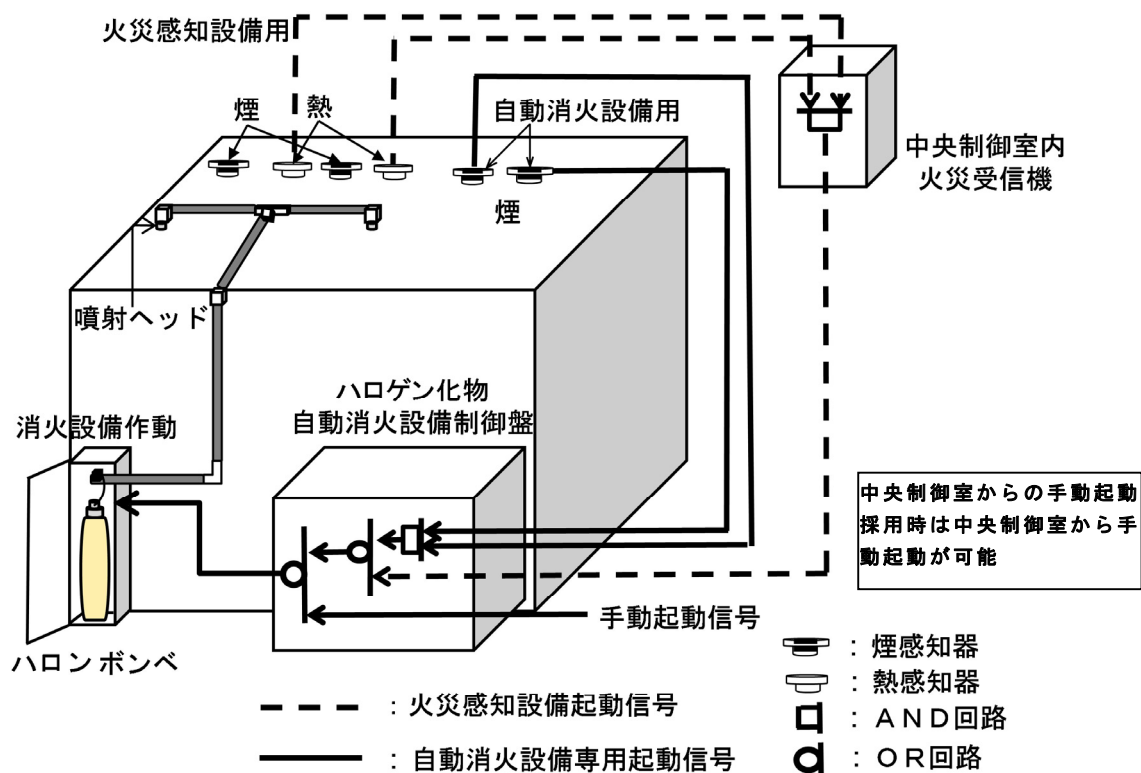 火災感知設備用
煙
熱
自動消火設備用
煙
中央制御室内
火災受信機
噴射ヘッド
ハロゲン化物
自動消火設備制御盤
消火設備作動
中央制御室からの手動起動
採用時は中央制御室から手
動起動が可能
手動起動信号
ハロンボンベ
：煙感知器
：熱感知器
：AND回路
：OR回路
：火災感知設備起動信号
：自動消火設備専用起動信号